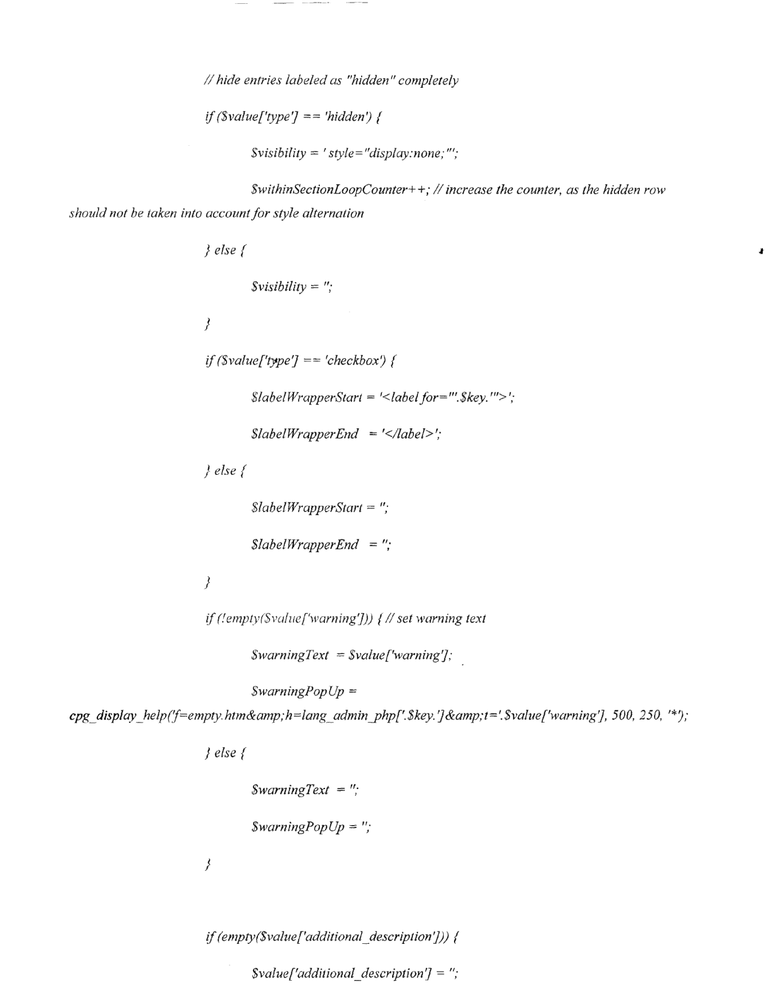 // hide entries labeled as "hidden" completely
if ($value['type'] == 'hidden') {
$visibility = ' style="display:none;"';
$withinSectionLoopCounter++; // increase the counter, as the hidden row
should not be taken into account for style alternation
} else {
$visibility = '';
}
if ($value['type'] == 'checkbox') {
$labelWrapperStart = '<label for="'.$key.'">';
$labelWrapperEnd  = '</label>';
} else {
$labelWrapperStart = '';
$labelWrapperEnd  = '';
}
if (!empty($value['warning'])) { // set warning text
$warningText  = $value['warning'];
$warningPopUp =
cpg_display_help('f=empty.htm&amp;h=lang_admin_php['.$key.']&amp;t='.$value['warning'], 500, 250, '*');
} else {
$warningText  = '';
$warningPopUp = '';
}
if (empty($value['additional_description'])) {
$value['additional_description'] = '';